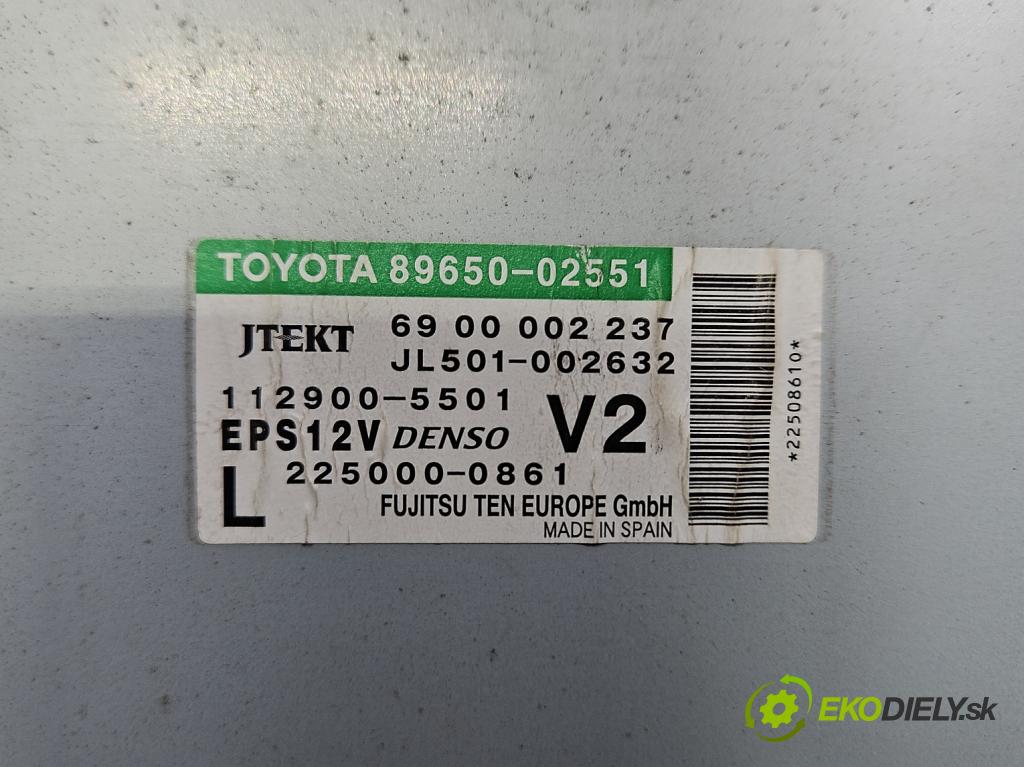 TOYOTA 89650-02551
JTEKT 69 00 002 237
JL501-002632
112900-5501
EPS12V DENSO V2
L 225000-0861
FUJITSU TEN EUROPE GmbH
MADE IN SPAIN
*22508610*
EKODIELY.sk